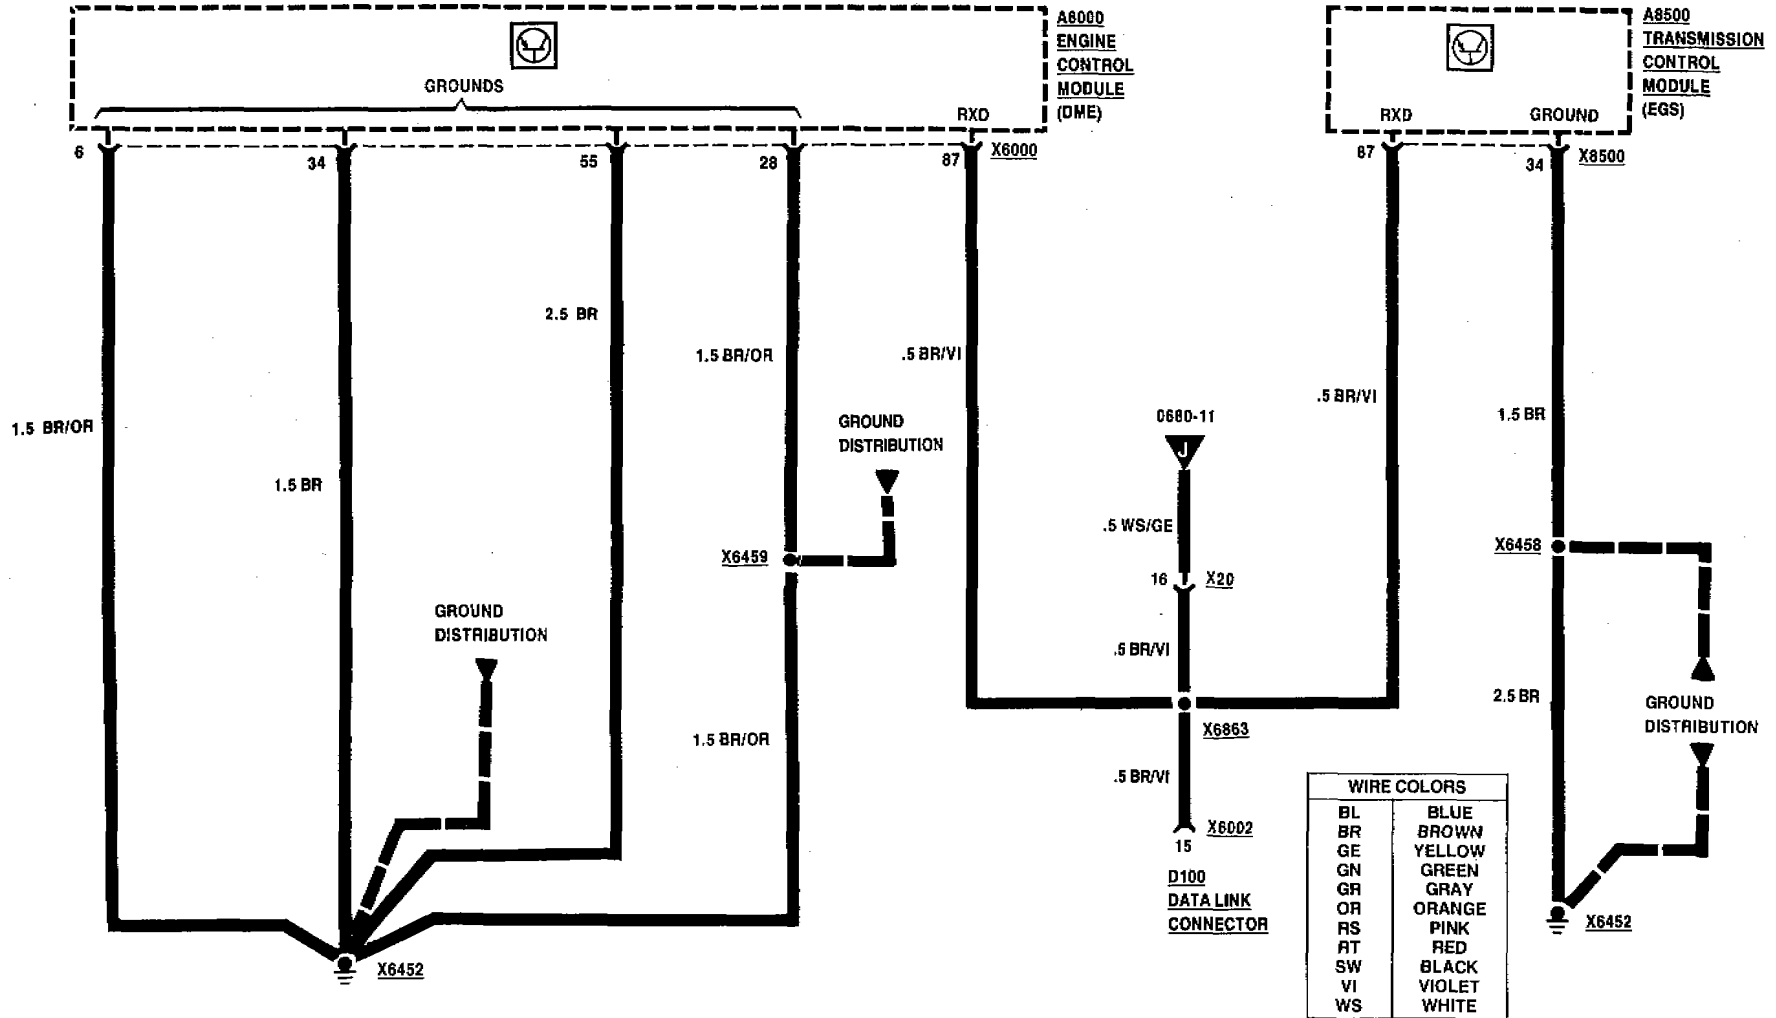 A6000
ENGINE
CONTROL
MODULE
(DME)
GROUNDS
RXD
A8500
TRANSMISSION
CONTROL
MODULE
(EGS)
RXD
GROUND
6
34
55
28
87
X6000
87
34
X8500
2.5 BR
1.5 BR/OR
.5 BR/VI
.5 BR/VI
1.5 BR
1.5 BR/OR
1.5 BR
GROUND
DISTRIBUTION
0680-11
J
.5 WS/GE
X6459
16
X20
X6458
GROUND
DISTRIBUTION
.5 BR/VI
2.5 BR
GROUND
DISTRIBUTION
X6863
1.5 BR/OR
.5 BR/VI
X6002
15
D100
DATA LINK
CONNECTOR
X6452
X6452
WIRE COLORS
BL BLUE
BR BROWN
GE YELLOW
GN GREEN
GR GRAY
OR ORANGE
RS PINK
RT RED
SW BLACK
VI VIOLET
WS WHITE